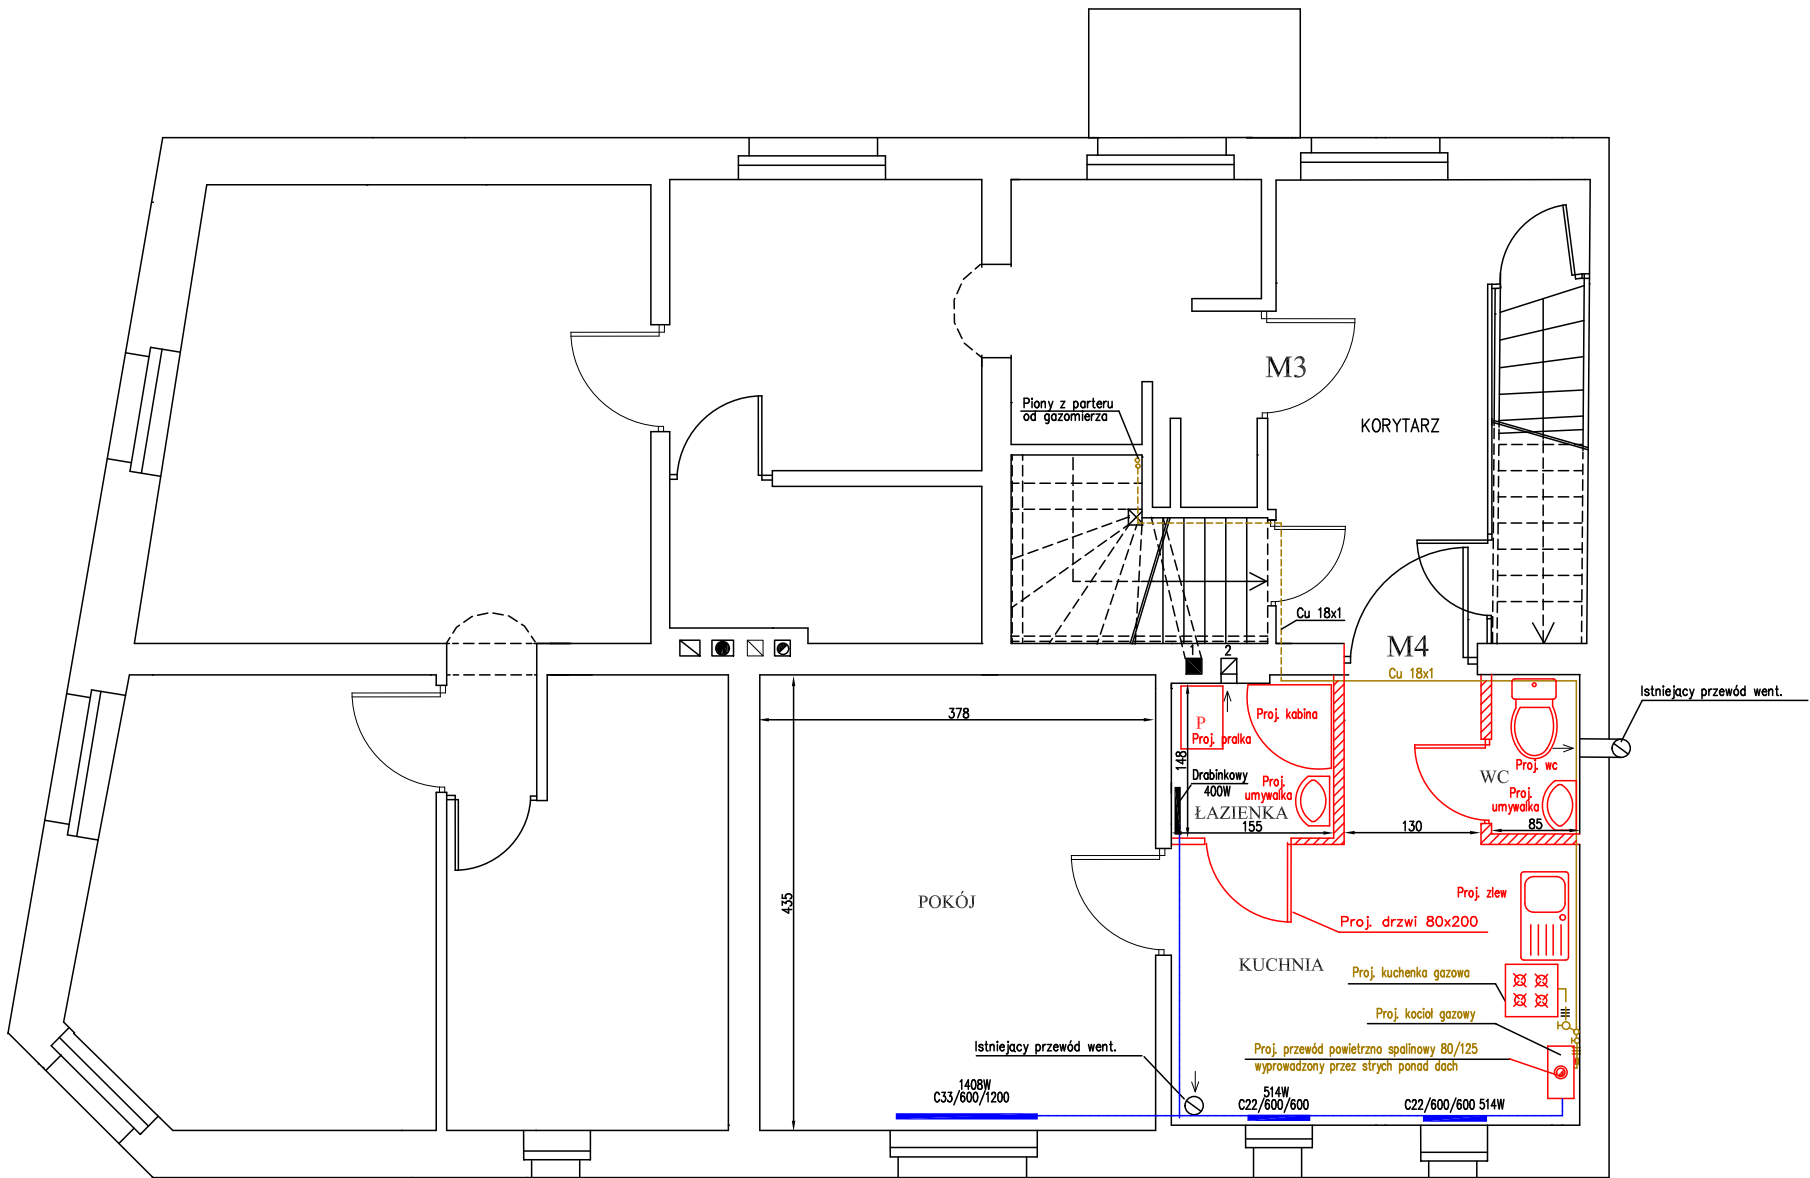 M3
Piony z parteru
od gazomierza
KORYTARZ
Cu 18x1
1
2
M4
Cu 18x1
Istniejacy przewód went.
378
P
Proj. kabina
Proj. pralka
148
Proj. wc
WC
Drabinkowy
400W
Proj.
umywalka
Proj.
umywalka
ŁAZIENKA
155
130
85
435
POKÓJ
Proj. zlew
Proj. drzwi 80x200
KUCHNIA
Proj. kuchenka gazowa
Proj. kocioł gazowy
Istniejacy przewód went.
Proj. przewód powietrzno spalinowy 80/125
wyprowadzony przez strych ponad dach
1408W
C33/600/1200
514W
C22/600/600
C22/600/600 514W